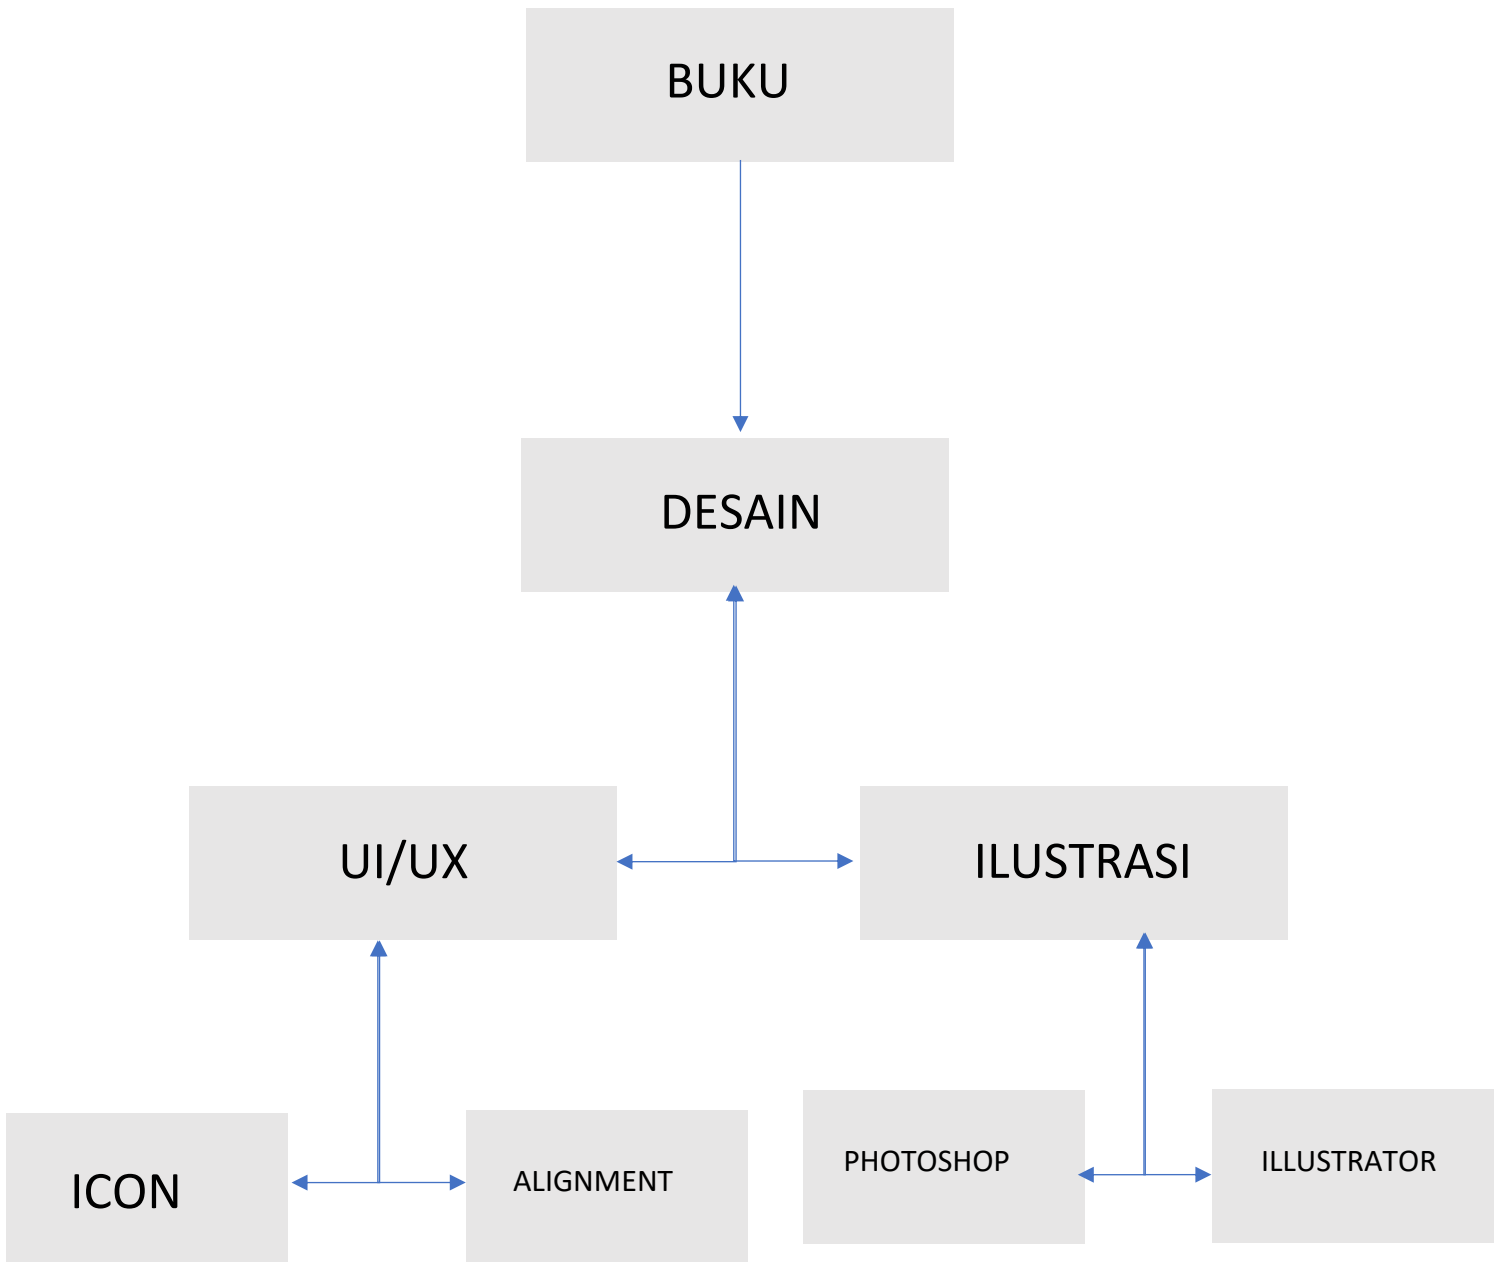 BUKU
DESAIN
UI/UX
ILUSTRASI
ICON
ALIGNMENT
PHOTOSHOP
ILLUSTRATOR